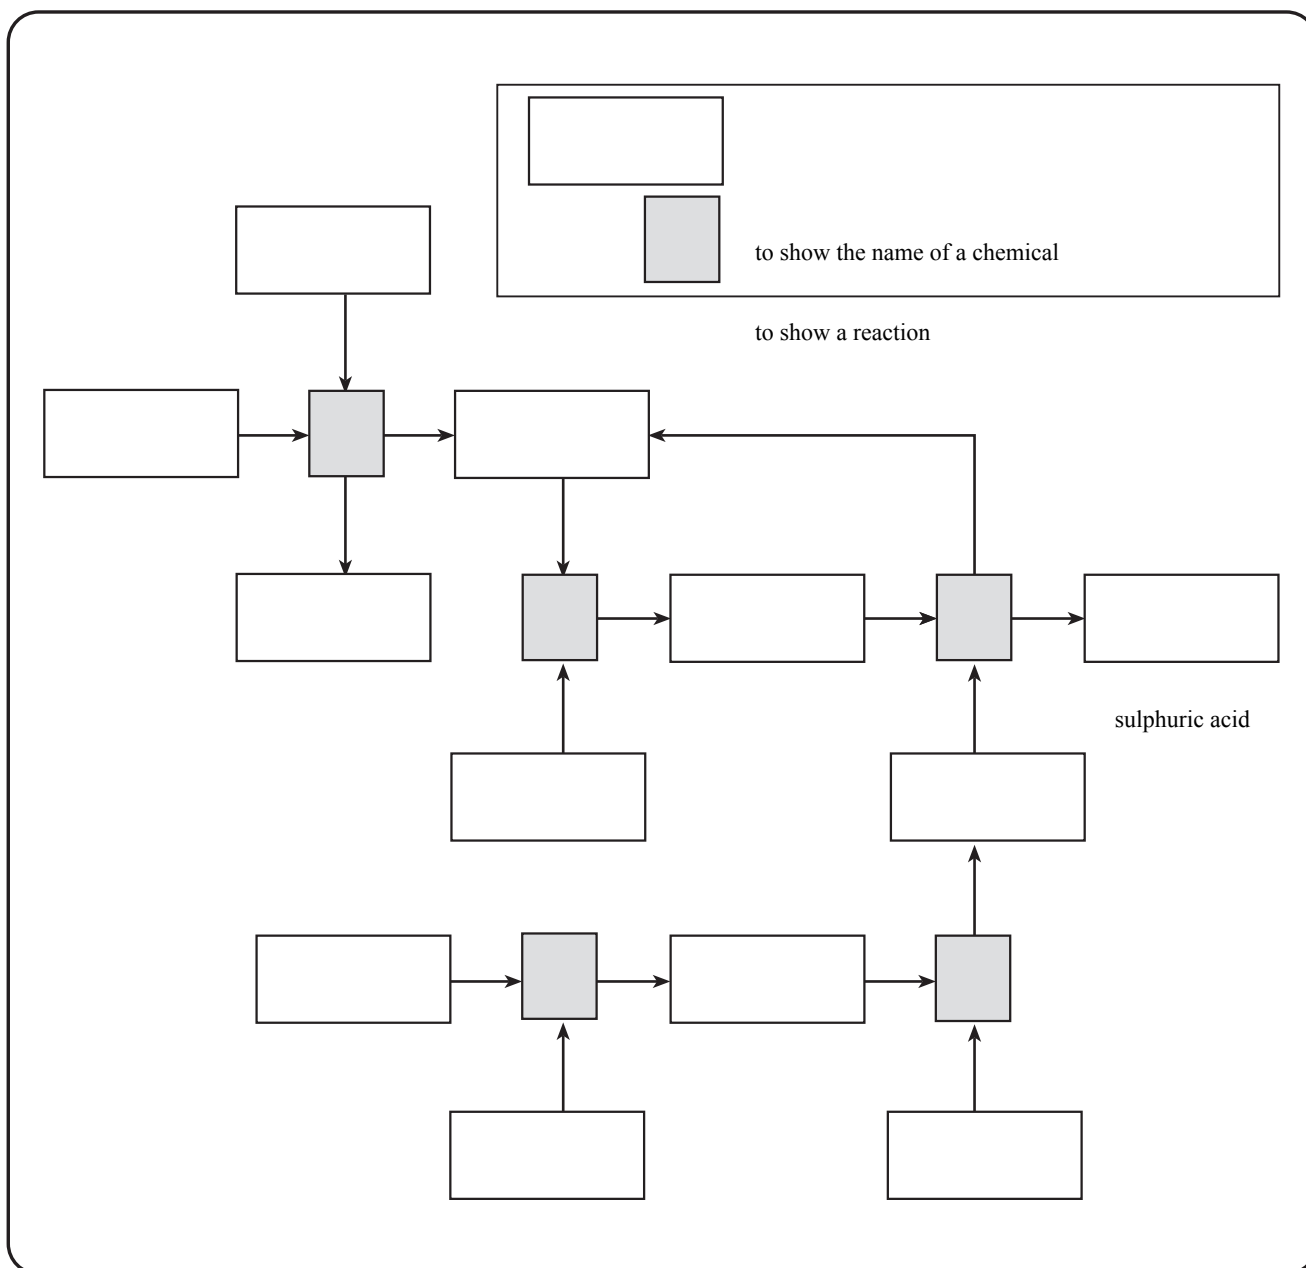 to show the name of a chemical
to show a reaction
sulphuric acid